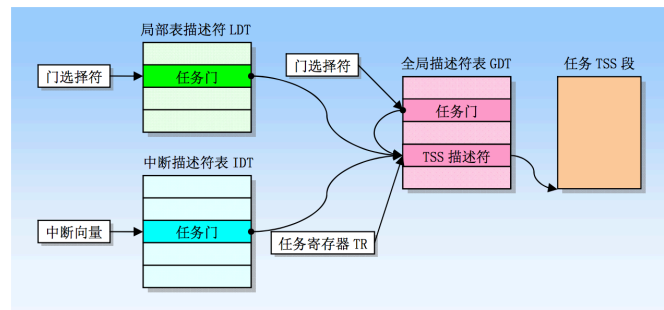 局部表描述符 LDT
门选择符
任务门
门选择符
全局描述符表 GDT
任务 TSS 段
任务门
TSS 描述符
中断描述符表 IDT
中断向量
任务门
任务寄存器 TR